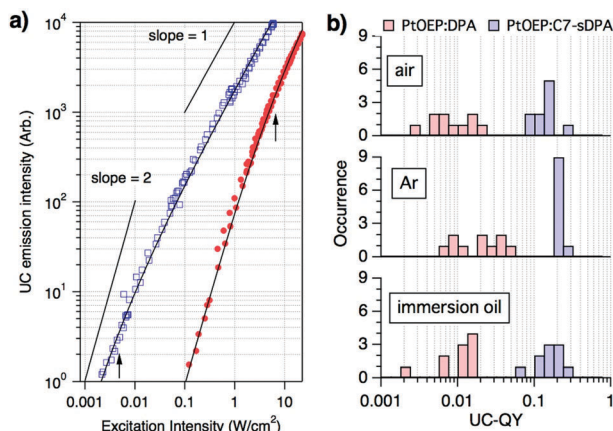 a)
slope = 1
slope = 2
UC emission intensity (Arb.)
10^4
10^3
10^2
10^1
10^0
0.001
0.01
0.1
1
10
Excitation Intensity (W/cm^2)
b)
PtOEP:DPA
PtOEP:C7-sDPA
air
Ar
immersion oil
Occurrence
9
6
3
0
9
6
3
0
9
6
3
0
0.001
0.01
0.1
1
UC-QY